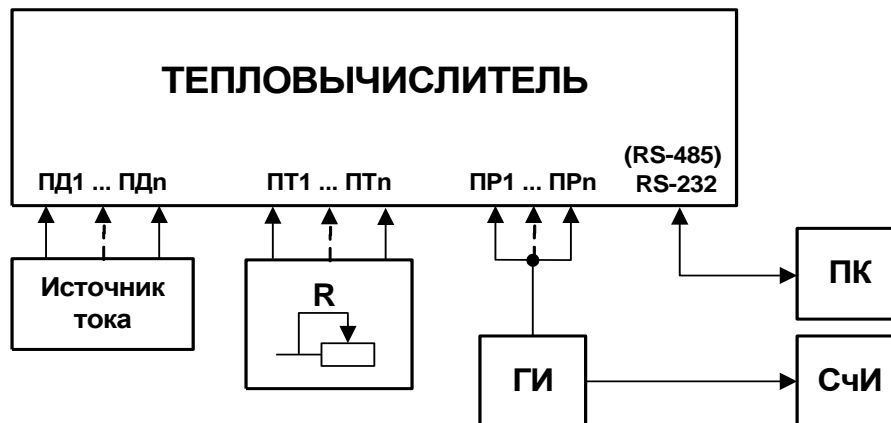 ТЕПЛОВЫЧИСЛИТЕЛЬ
(RS-485)
ПД1 ... ПДn ПТ1 ... ПТn ПР1 ... ПРn RS-232
Источник
тока
R
ПК
ГИ
СчИ